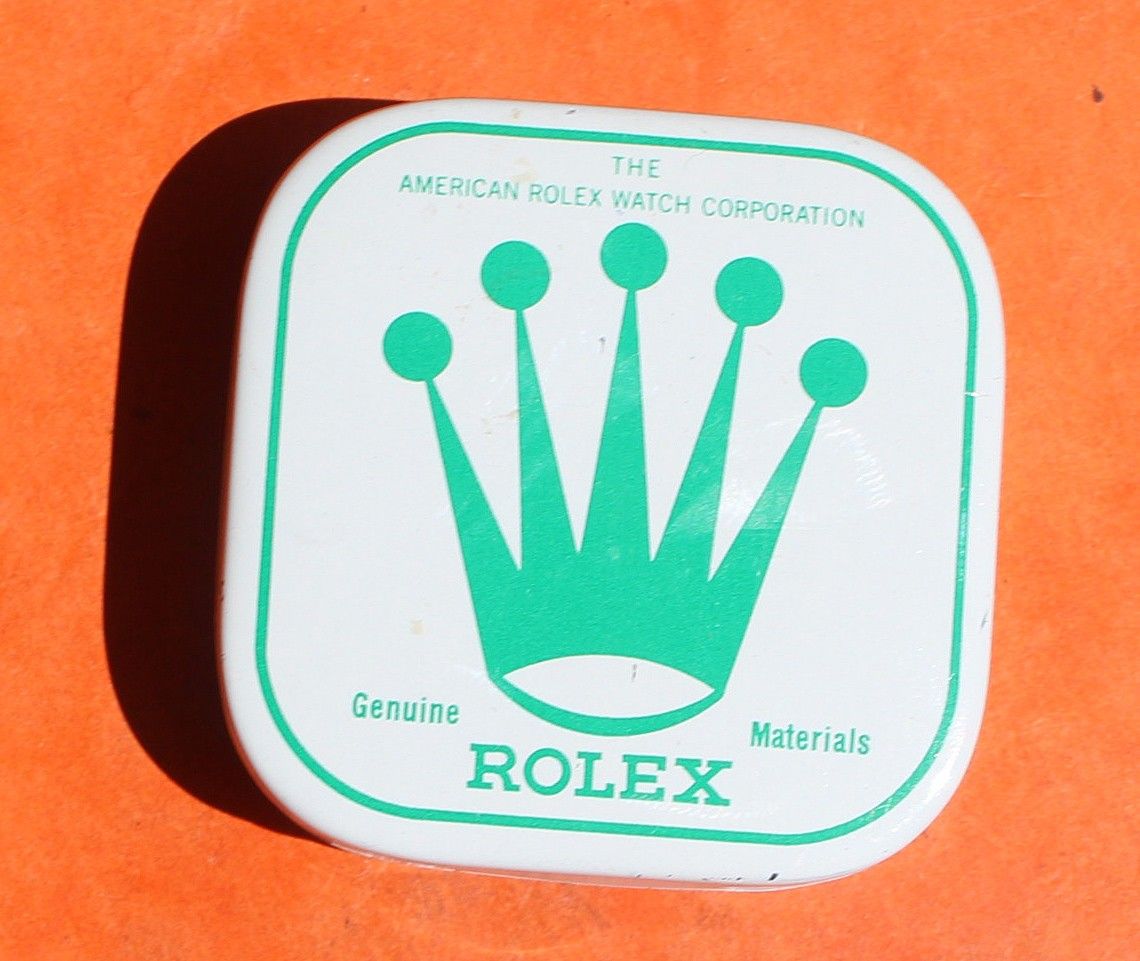 THE
AMERICAN ROLEX WATCH CORPORATION
Genuine Materials
ROLEX